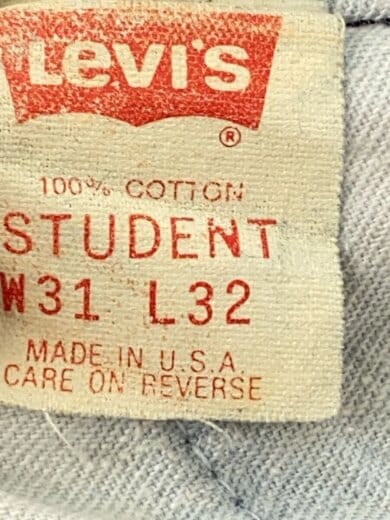 LEVI'S
®
100% COTTON
STUDENT
W31 L32
MADE IN U.S.A.
CARE ON REVERSE